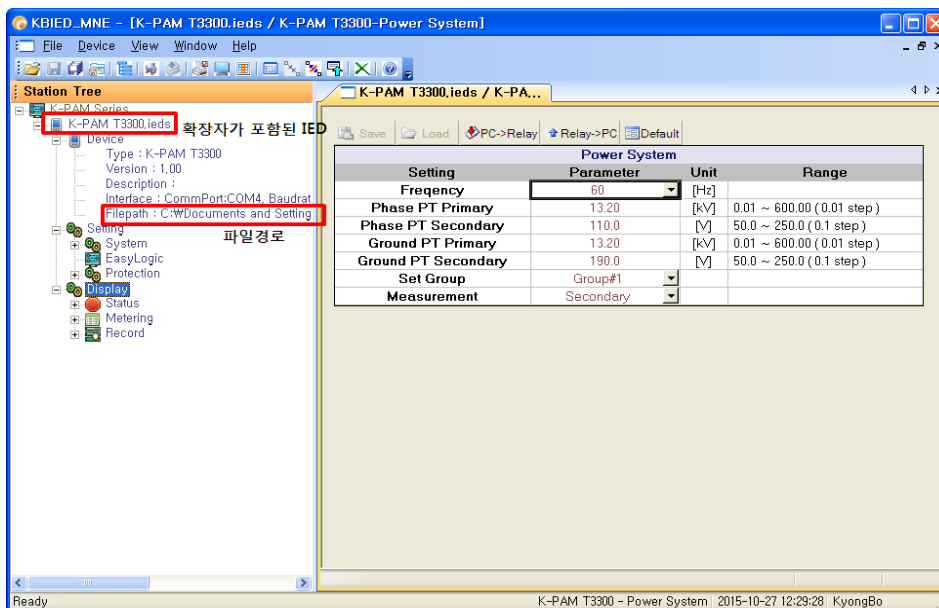 KBIED_MNE - [K-PAM T3300.ieds / K-PAM T3300-Power System]
File Device View Window Help
Station Tree
K-PAM T3300.ieds / K-PA...
K-PAM Series
K-PAM T3300.ieds 확장자가 포함된 IED
Device
Type : K-PAM T3300
Version : 1.00
Description :
Interface : CommPort:COM4, Baudrat
Filepath : C:₩Documents and Setting
파일경로
Setting
System
EasyLogic
Protection
Display
Status
Metering
Record
Save Load PC->Relay Relay->PC Default
Power System
Setting Parameter Unit Range
Freqency 60 [Hz]
Phase PT Primary 13.20 [kV] 0.01 ~ 600.00 ( 0.01 step )
Phase PT Secondary 110.0 [V] 50.0 ~ 250.0 ( 0.1 step )
Ground PT Primary 13.20 [kV] 0.01 ~ 600.00 ( 0.01 step )
Ground PT Secondary 190.0 [V] 50.0 ~ 250.0 ( 0.1 step )
Set Group Group#1
Measurement Secondary
Ready K-PAM T3300 - Power System 2015-10-27 12:29:28 KyongBo